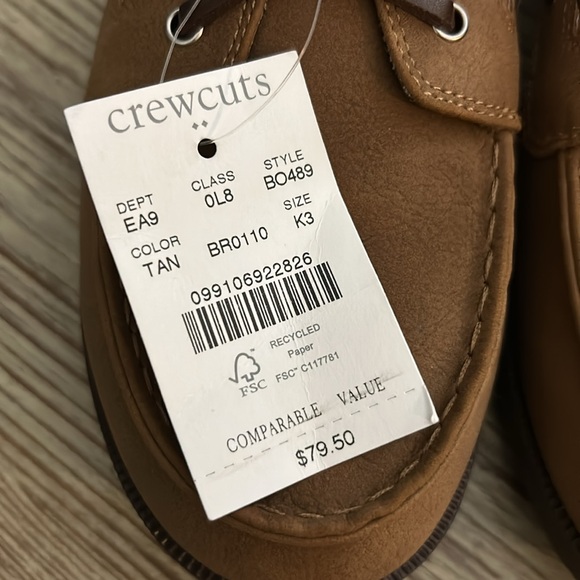 crewcuts
DEPT CLASS STYLE
EA9 0L8 BO489
COLOR SIZE
TAN BR0110 K3
099106922826
RECYCLED
Paper
FSC™ C117781
FSC
COMPARABLE VALUE
$79.50